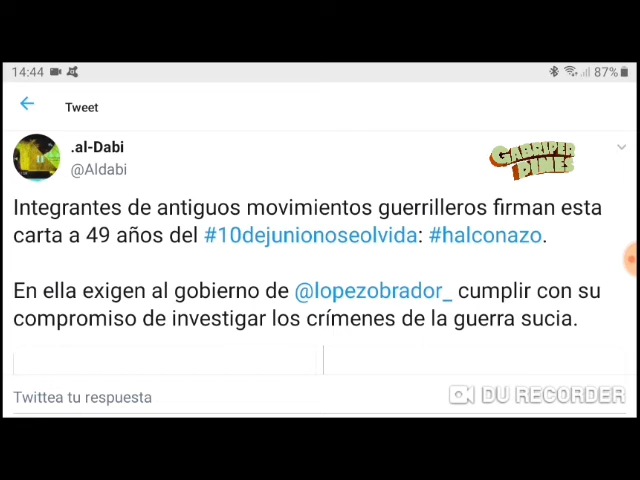 14:44 87%
Tweet
.al-Dabi
@Aldabi
GABRIPER
DIMES
Integrantes de antiguos movimientos guerrilleros firman esta
carta a 49 años del #10dejunionoseolvida: #halconazo.
En ella exigen al gobierno de @lopezobrador_ cumplir con su
compromiso de investigar los crímenes de la guerra sucia.
Twittea tu respuesta
DU RECORDER